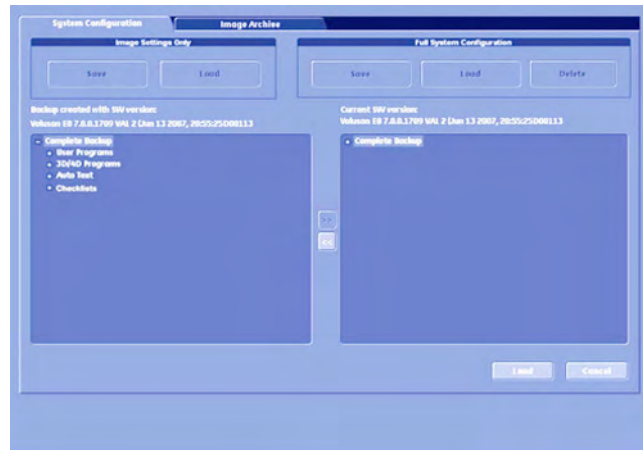 System Configuration
Image Archive
Image Settings Only
Full System Configuration
Save
Load
Save
Load
Delete
Backup created with SW version:
Current SW version:
Voluson E8 7.0.0.1709 VAL 2 (Jun 13 2007, 20:55:25
Voluson E8 7.0.0.1709 VAL 2 (Jun 13 2007, 20:55:25
Complete Backup
User Programs
3D/4D Programs
Auto Text
Checklists
Complete Backup
>>
<<
Load
Cancel